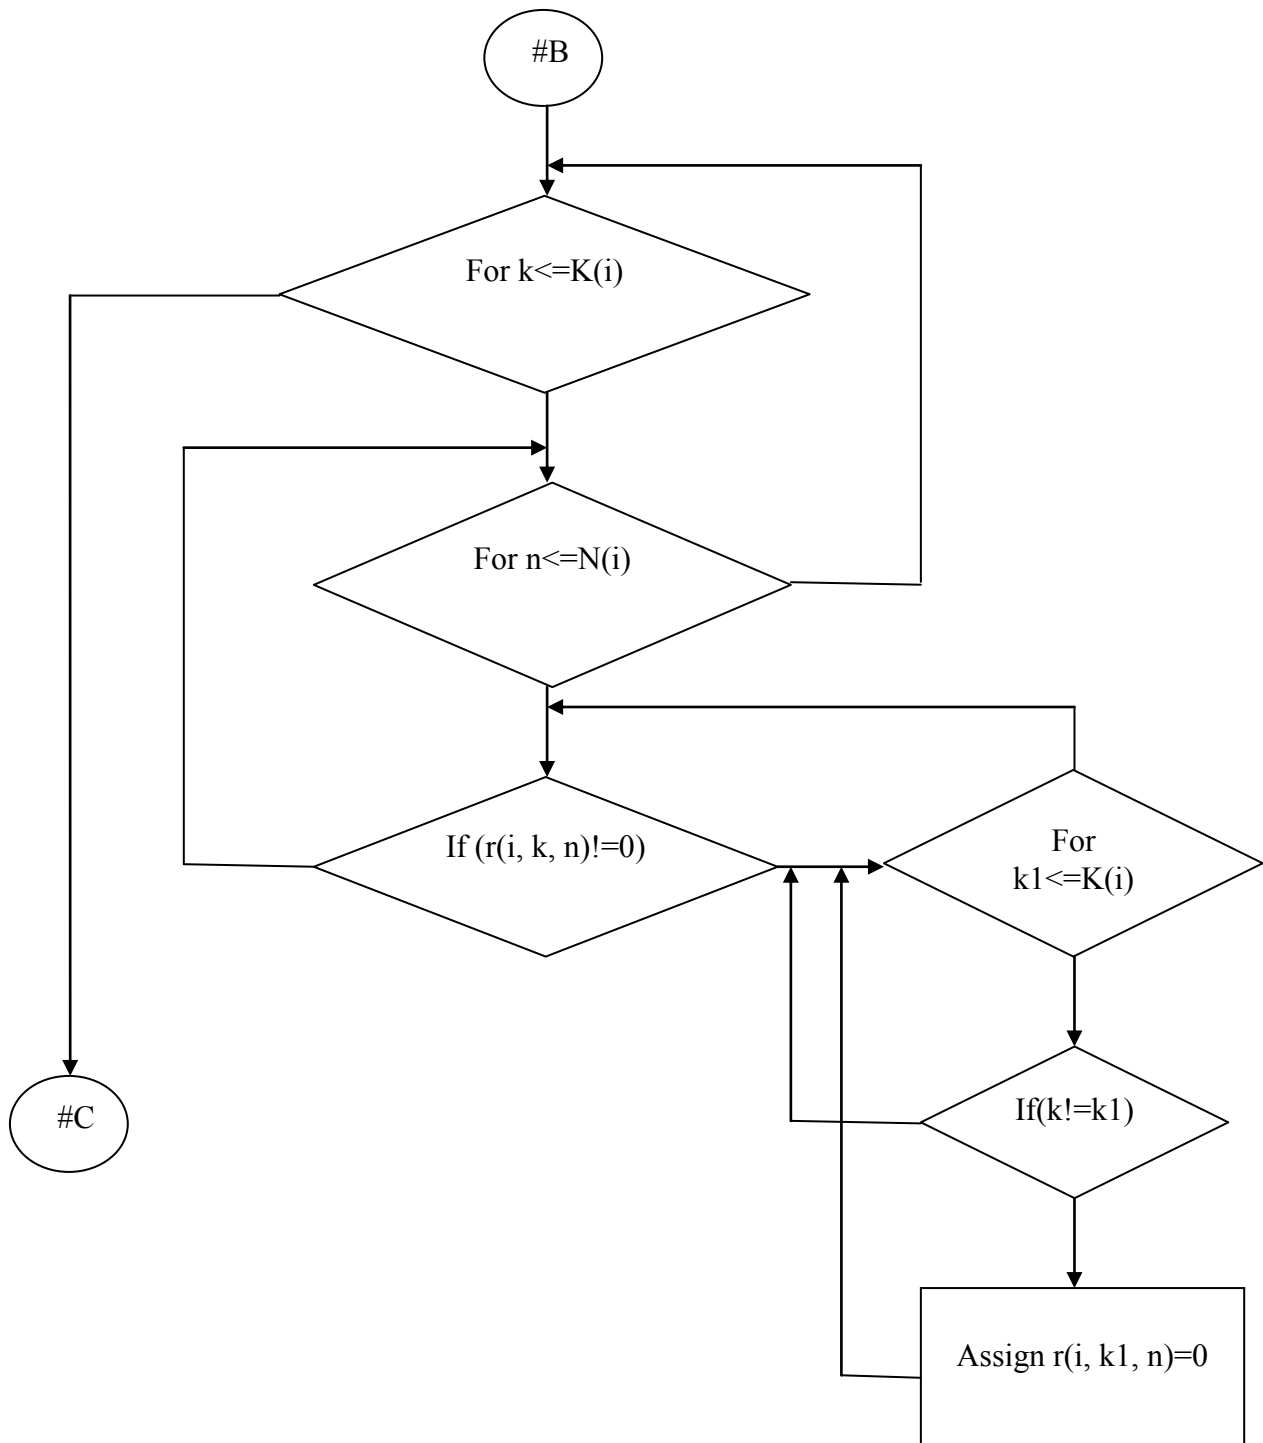 #B
For k<=K(i)
For n<=N(i)
If (r(i, k, n)!=0)
For
k1<=K(i)
If(k!=k1)
#C
Assign r(i, k1, n)=0